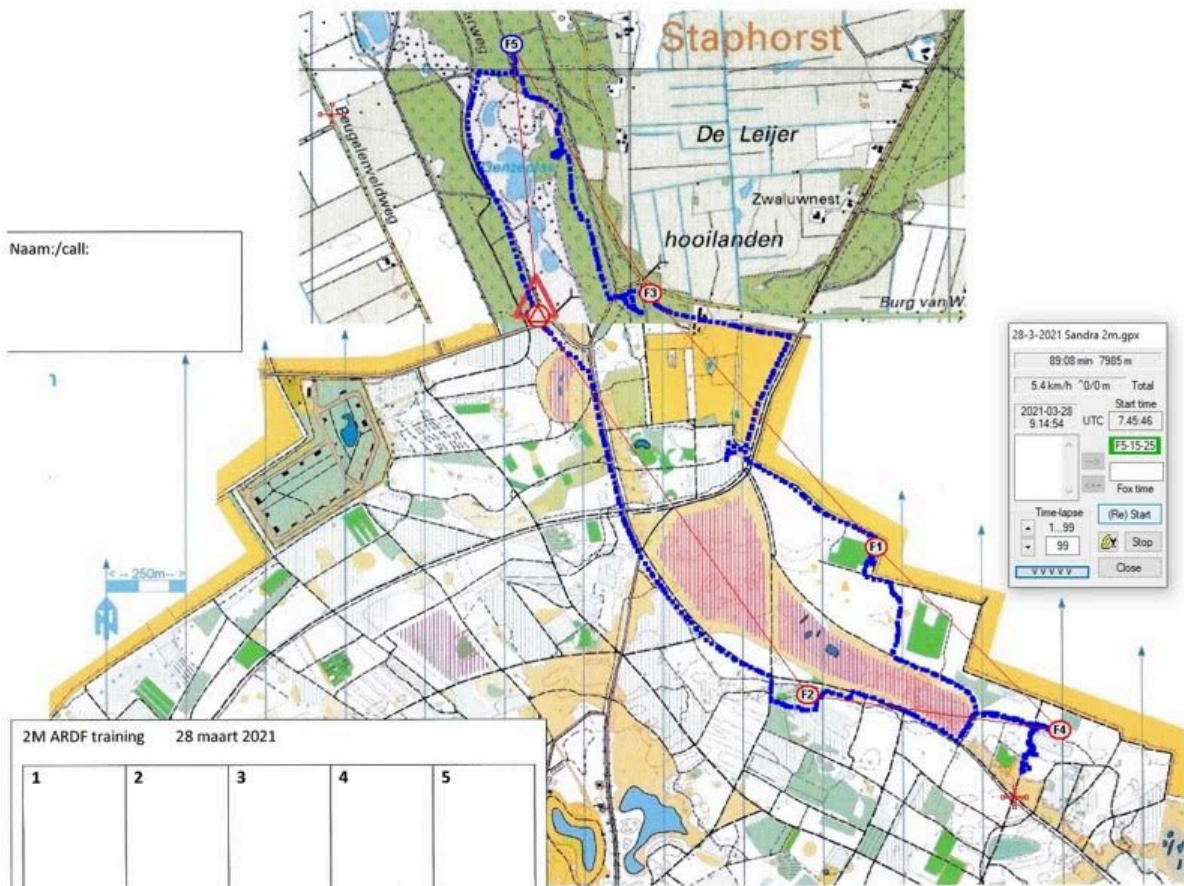 F5
Staphorst
arweg
2.5
De Leijer
Beugelenveldweg
Zwaluwnest
Naam:/call:
hooilanden
F3
Burg van W.
28-3-2021 Sandra 2m.gpx
89:08 min 7985 m
5.4 km/h ^0/0 m Total
Start time
2021-03-28
9.14:54
UTC
7.45:46
F5-15-25
-->
<+-
Fox time
Time-lapse
(Re) Start
1...99
99
Stop
V V V V V
Close
F1
< -- 250m -- >
F2
F4
2M ARDF training 28 maart 2021
1 2 3 4 5